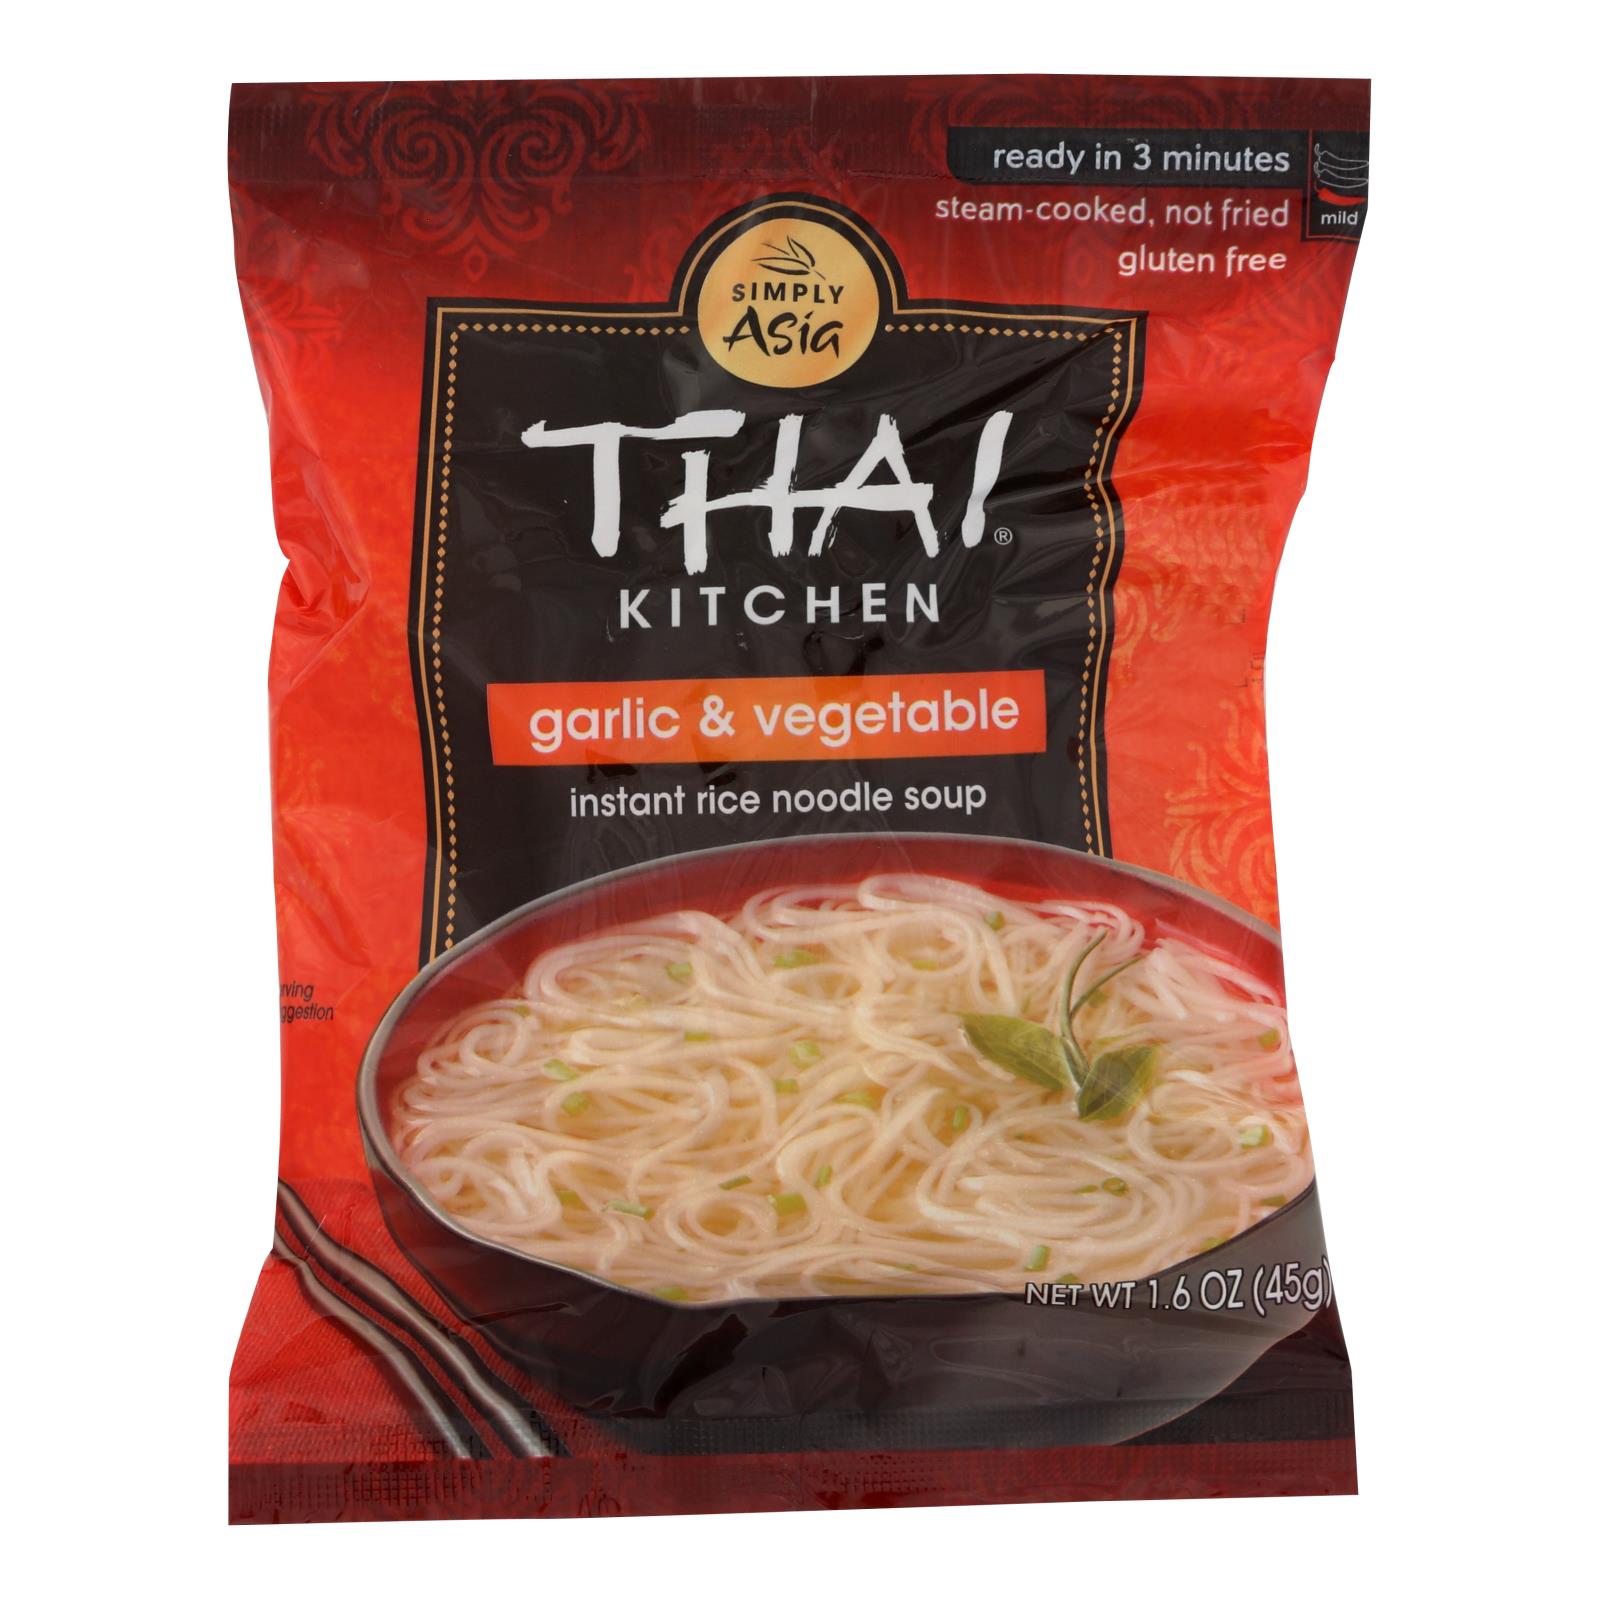 ready in 3 minutes
steam-cooked, not fried
gluten free
mild
SIMPLY
Asia
THAI
®
KITCHEN
garlic & vegetable
instant rice noodle soup
NET WT 1.6 OZ (45g)